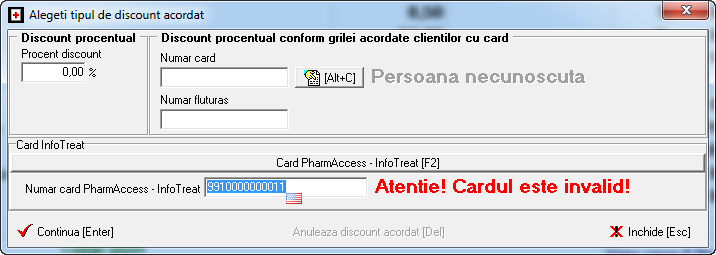 Alegeti tipul de discount acordat
Discount procentual
Procent discount
0,00 %
Discount procentual conform grilei acordate clientilor cu card
Numar card
[Alt+C]
Persoana necunoscuta
Numar fluturas
Card InfoTreat
Card PharmAccess - InfoTreat [F2]
Numar card PharmAccess - InfoTreat 9910000000011 Atentie! Cardul este invalid!
Continua [Enter] Anuleaza discount acordat [Del] Inchide [Esc]